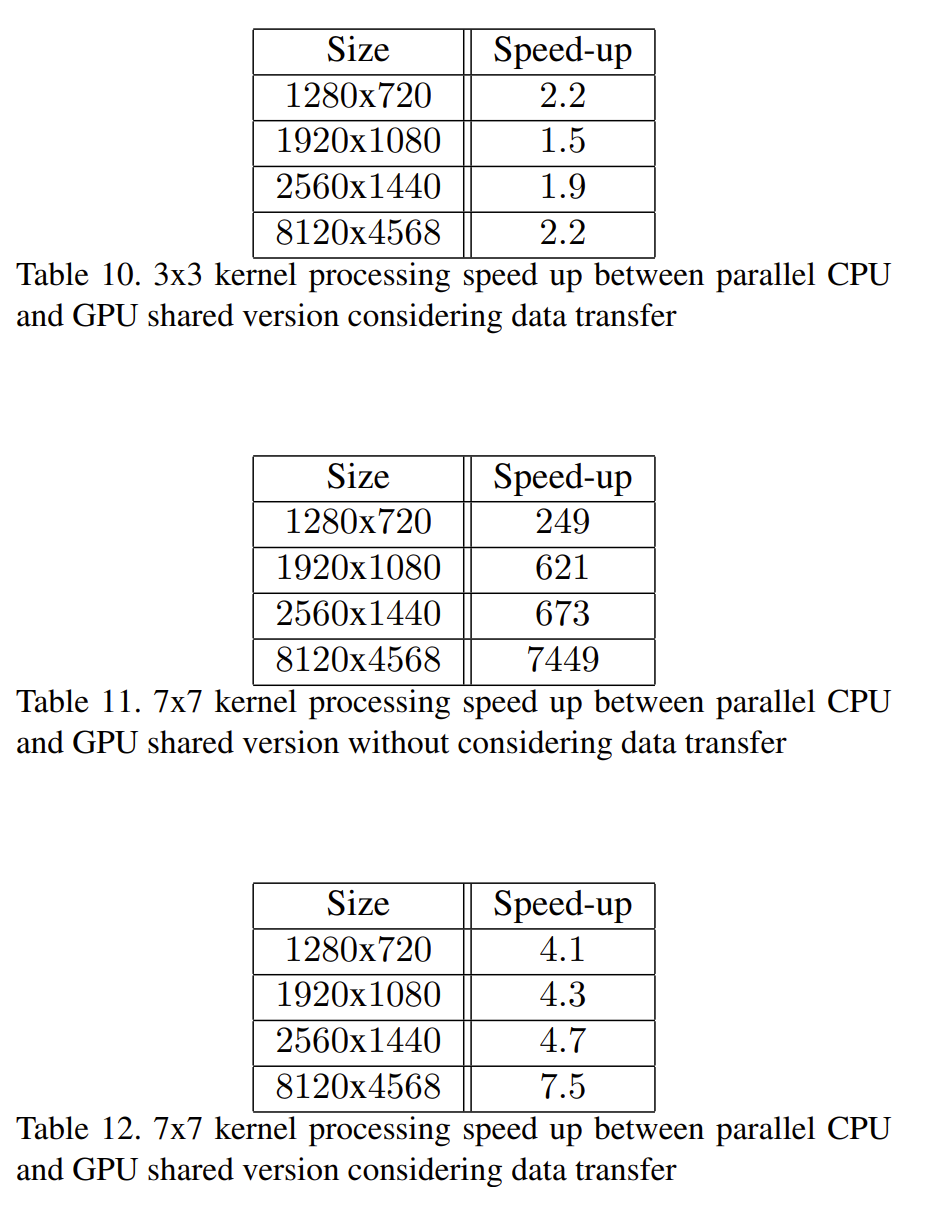 Size Speed-up
1280x720 2.2
1920x1080 1.5
2560x1440 1.9
8120x4568 2.2
Table 10. 3x3 kernel processing speed up between parallel CPU
and GPU shared version considering data transfer
Size Speed-up
1280x720 249
1920x1080 621
2560x1440 673
8120x4568 7449
Table 11. 7x7 kernel processing speed up between parallel CPU
and GPU shared version without considering data transfer
Size Speed-up
1280x720 4.1
1920x1080 4.3
2560x1440 4.7
8120x4568 7.5
Table 12. 7x7 kernel processing speed up between parallel CPU
and GPU shared version considering data transfer